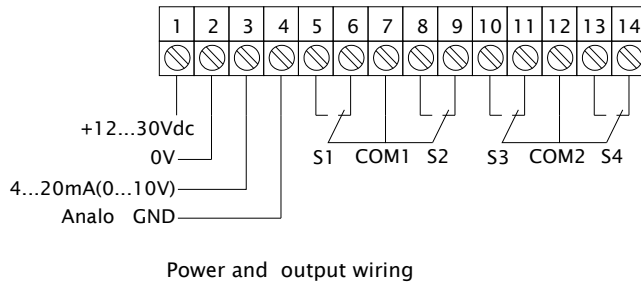 1 2 3 4 5 6 7 8 9 10 11 12 13 14
+12...30Vdc
0V
S1 COM1 S2 S3 COM2 S4
4...20mA(0...10V)
Analo GND
Power and output wiring